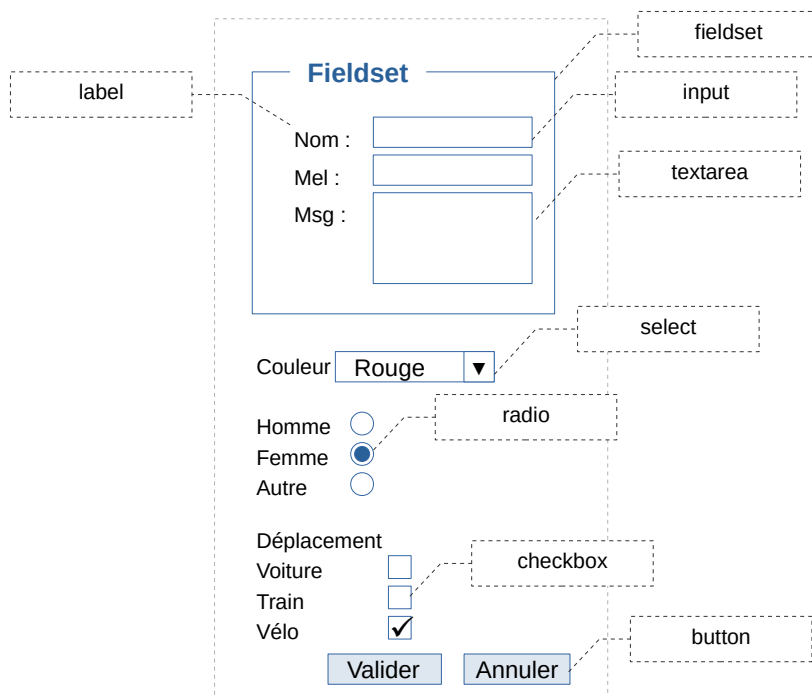 fieldset
Fieldset
label
input
Nom :
Mel :
textarea
Msg :
select
Couleur Rouge ▼
radio
Homme
Femme
Autre
Déplacement
checkbox
Voiture
Train
Vélo
button
Valider Annuler